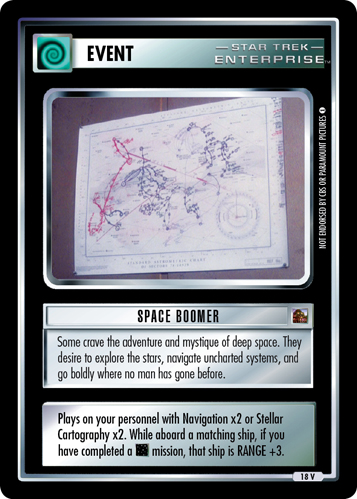 EVENT
STAR TREK
ENTERPRISE™
NOT ENDORSED BY CBS OR PARAMOUNT PICTURES
SPACE BOOMER
Some crave the adventure and mystique of deep space. They
desire to explore the stars, navigate uncharted systems, and
go boldly where no man has gone before.
Plays on your personnel with Navigation x2 or Stellar
Cartography x2. While aboard a matching ship, if you
have completed a mission, that ship is RANGE +3.
18 V